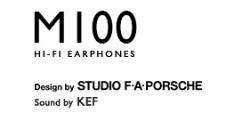 M100
HI-FI EARPHONES
Design by STUDIO F·A·PORSCHE
Sound by KEF